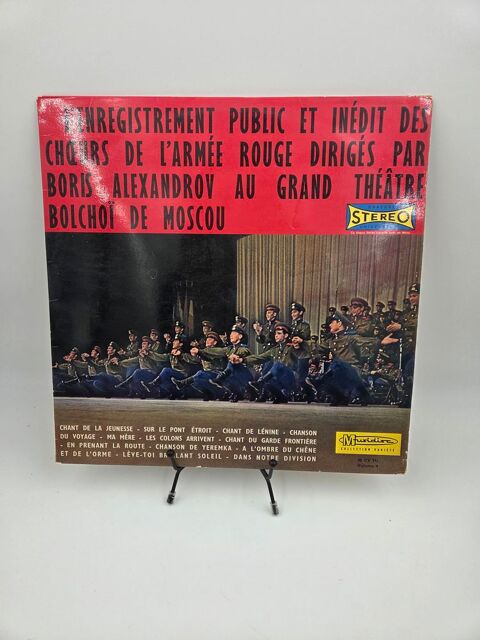 L'ENREGISTREMENT PUBLIC ET INÉDIT DES
CHŒURS DE L'ARMÉE ROUGE DIRIGÉS PAR
BORIS ALEXANDROV AU GRAND THÉÂTRE
BOLCHOÏ DE MOSCOU
STEREO
CHANT DE LA JEUNESSE - SUR LE PONT ÉTROIT - CHANT DE LÉNINE - CHANSON
DU VOYAGE - MA MÈRE - LES COLONS ARRIVENT - CHANT DU GARDE FRONTIÈRE
- EN PRENANT LA ROUTE - CHANSON DE YEREMKA - A L'OMBRE DU CHÊNE
ET DE L'ORME - LÈVE-TOI BRILLANT SOLEIL - DANS NOTRE DIVISION
Musidisc
COLLECTION VARIÉTÉ